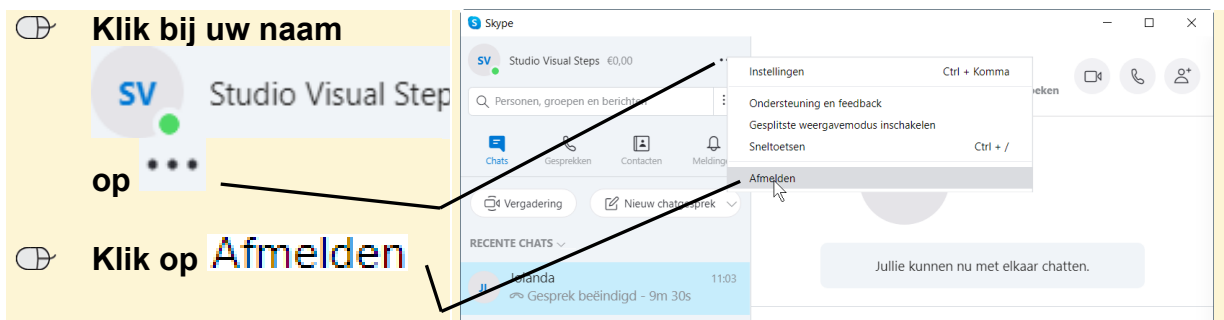 Klik bij uw naam
SV Studio Visual Step
op •••
Klik op Afmelden
Skype
SV Studio Visual Steps €0,00
Personen, groepen en berichten
Chats Gesprekken Contacten
Vergadering Nieuw chatgesprek
RECENTE CHATS
Jolanda 11:03
Gesprek beëindigd - 9m 30s
Instellingen Ctrl + Komma
Ondersteuning en feedback
Gesplitste weergavemodus inschakelen
Sneltoetsen Ctrl + /
Afmelden
eken
Jullie kunnen nu met elkaar chatten.